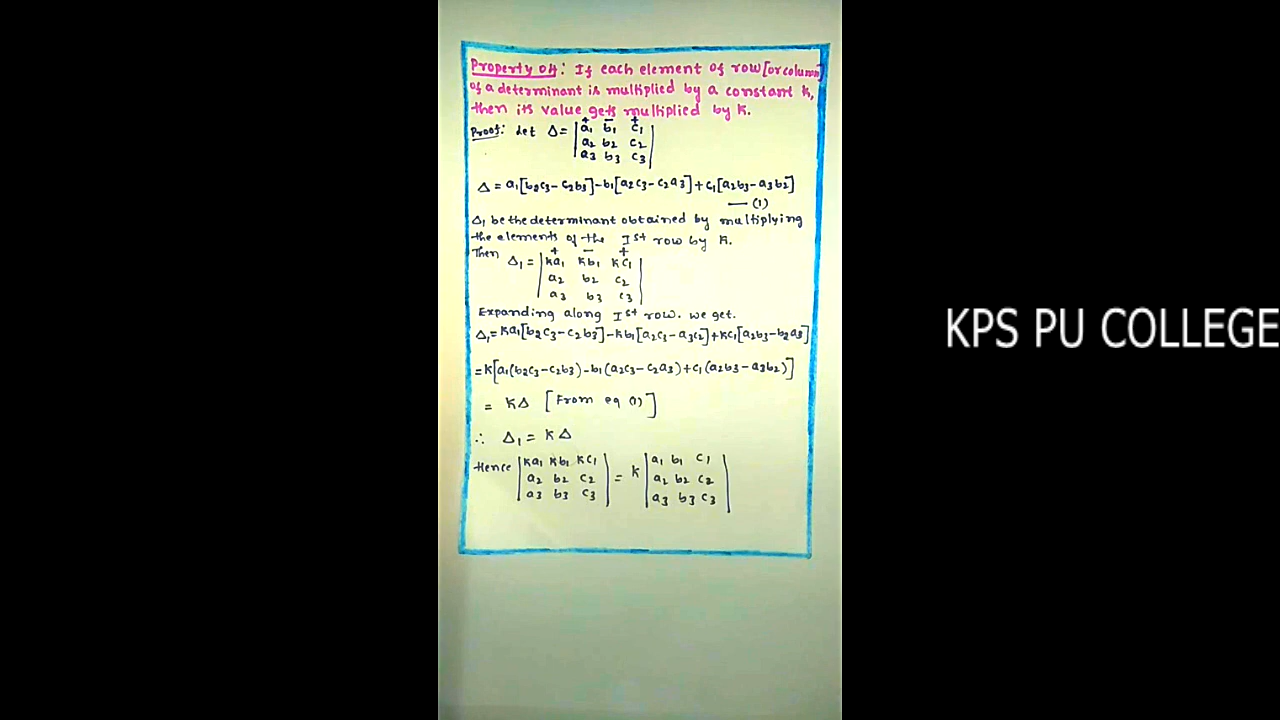 Property 04: If each element of row [or column]
of a determinant is multiplied by a constant k,
then its value gets multiplied by k.
Proof: Let Δ = | a₁ b₁ c₁ |
+ − +
| a₂ b₂ c₂ |
| a₃ b₃ c₃ |
Δ = a₁[b₂c₃ − c₂b₃] − b₁[a₂c₃ − c₂a₃] + c₁[a₂b₃ − a₃b₂]
— (1)
Δ₁ be the determinant obtained by multiplying
the elements of the Iˢᵗ row by k.
Then
+ − +
Δ₁ = | ka₁ kb₁ kc₁ |
| a₂ b₂ c₂ |
| a₃ b₃ c₃ |
Expanding along Iˢᵗ row. we get.
Δ₁ = ka₁[b₂c₃ − c₂b₃] − kb₁[a₂c₃ − a₃c₂] + kc₁[a₂b₃ − b₂a₃]
= k[a₁(b₂c₃ − c₂b₃) − b₁(a₂c₃ − c₂a₃) + c₁(a₂b₃ − a₃b₂)]
= kΔ [From eq (1)]
∴ Δ₁ = kΔ
Hence | ka₁ kb₁ kc₁ | = k | a₁ b₁ c₁ |
| a₂ b₂ c₂ | | a₂ b₂ c₂ |
| a₃ b₃ c₃ | | a₃ b₃ c₃ |
KPS PU COLLEGE